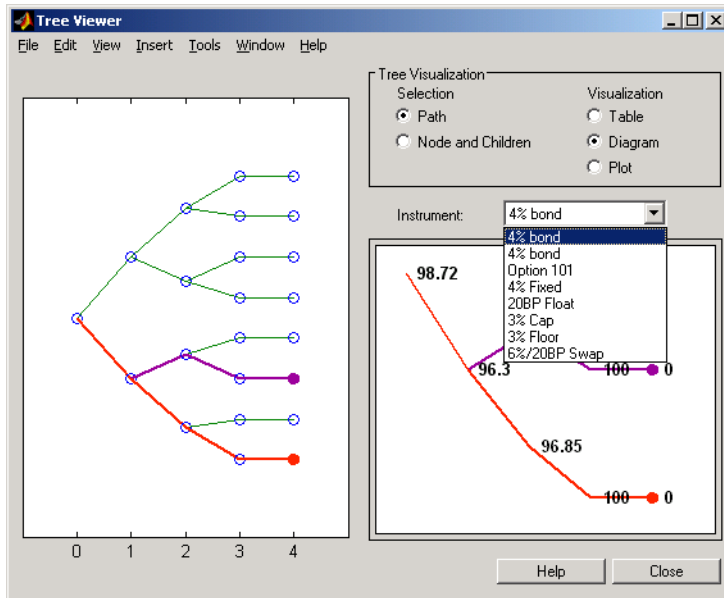 Tree Viewer
File Edit View Insert Tools Window Help
Tree Visualization
Selection
Path
Node and Children
Visualization
Table
Diagram
Plot
Instrument:
4% bond
4% bond
4% bond
Option 101
4% Fixed
20BP Float
3% Cap
3% Floor
6%/20BP Swap
98.72
96.3
100 0
96.85
100 0
0 1 2 3 4
Help
Close